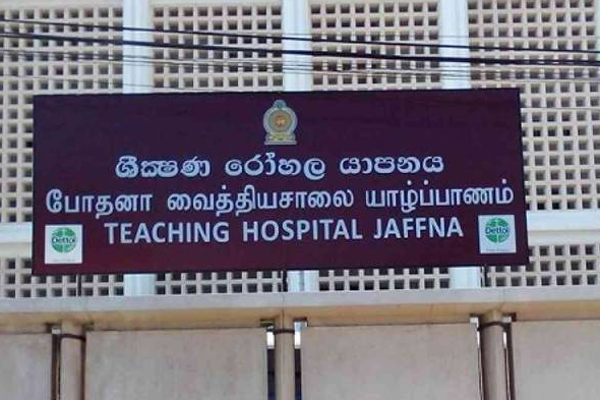 ශික්ෂණ රෝහල යාපනය
போதனா வைத்தியசாலை யாழ்ப்பாணம்
TEACHING HOSPITAL JAFFNA
Dettol
Dettol